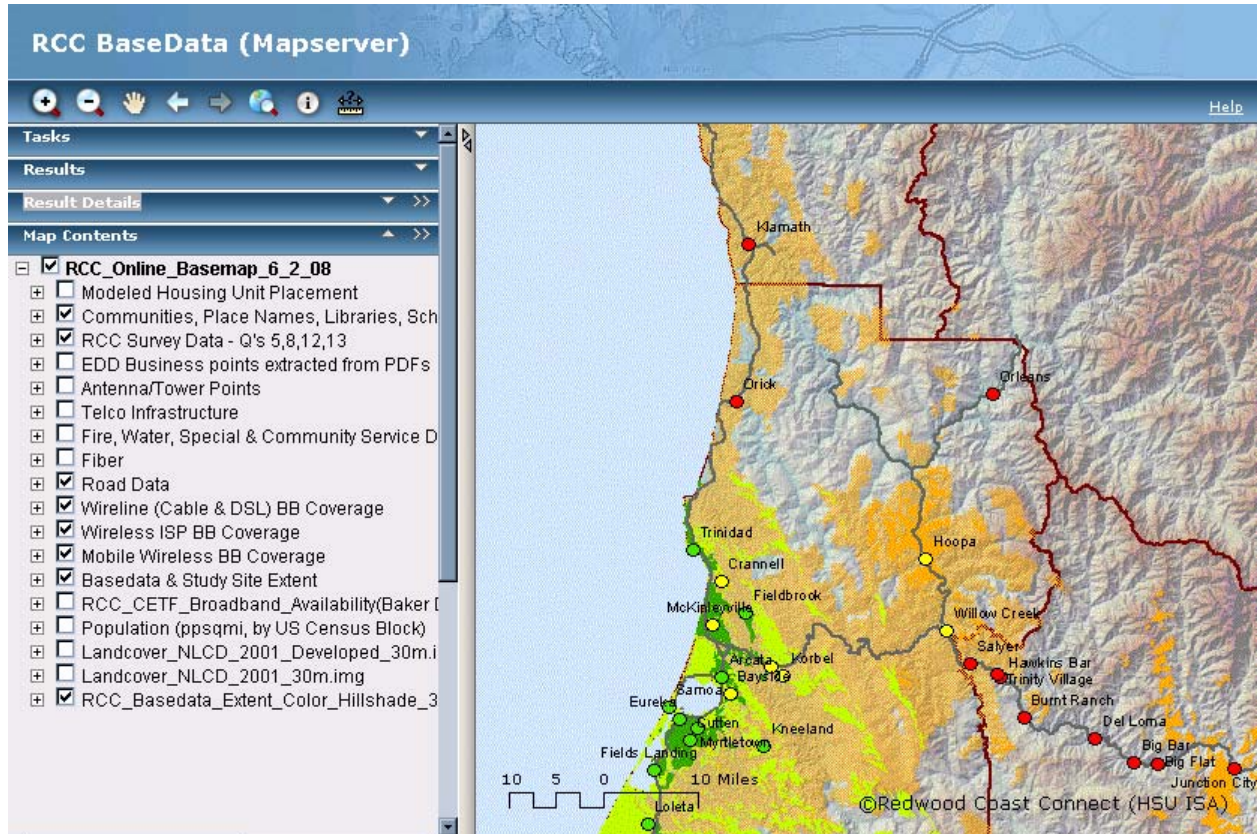 RCC BaseData (Mapserver)
Help
Tasks
Results
Result Details
Map Contents
RCC_Online_Basemap_6_2_08
Modeled Housing Unit Placement
Communities, Place Names, Libraries, Sch
RCC Survey Data - Q's 5,8,12,13
EDD Business points extracted from PDFs
Antenna/Tower Points
Telco Infrastructure
Fire, Water, Special & Community Service D
Fiber
Road Data
Wireline (Cable & DSL) BB Coverage
Wireless ISP BB Coverage
Mobile Wireless BB Coverage
Basedata & Study Site Extent
RCC_CETF_Broadband_Availability(Baker
Population (ppsqmi, by US Census Block)
Landcover_NLCD_2001_Developed_30m.i
Landcover_NLCD_2001_30m.img
RCC_Basedata_Extent_Color_Hillshade_3
Klamath
Orick
Orleans
Trinidad
Hoopa
Crannell
Fieldbrook
McKinleyville
Willow Creek
Salyer
Arcata
Korbel
Hawkins Bar
Bayside
Trinity Village
Samoa
Eureka
Burnt Ranch
Cutten
Kneeland
Del Loma
Myrtletown
Fields Landing
Big Bar
Big Flat
Junction City
10 5 0 10 Miles
Loleta
©Redwood Coast Connect (HSU ISA)